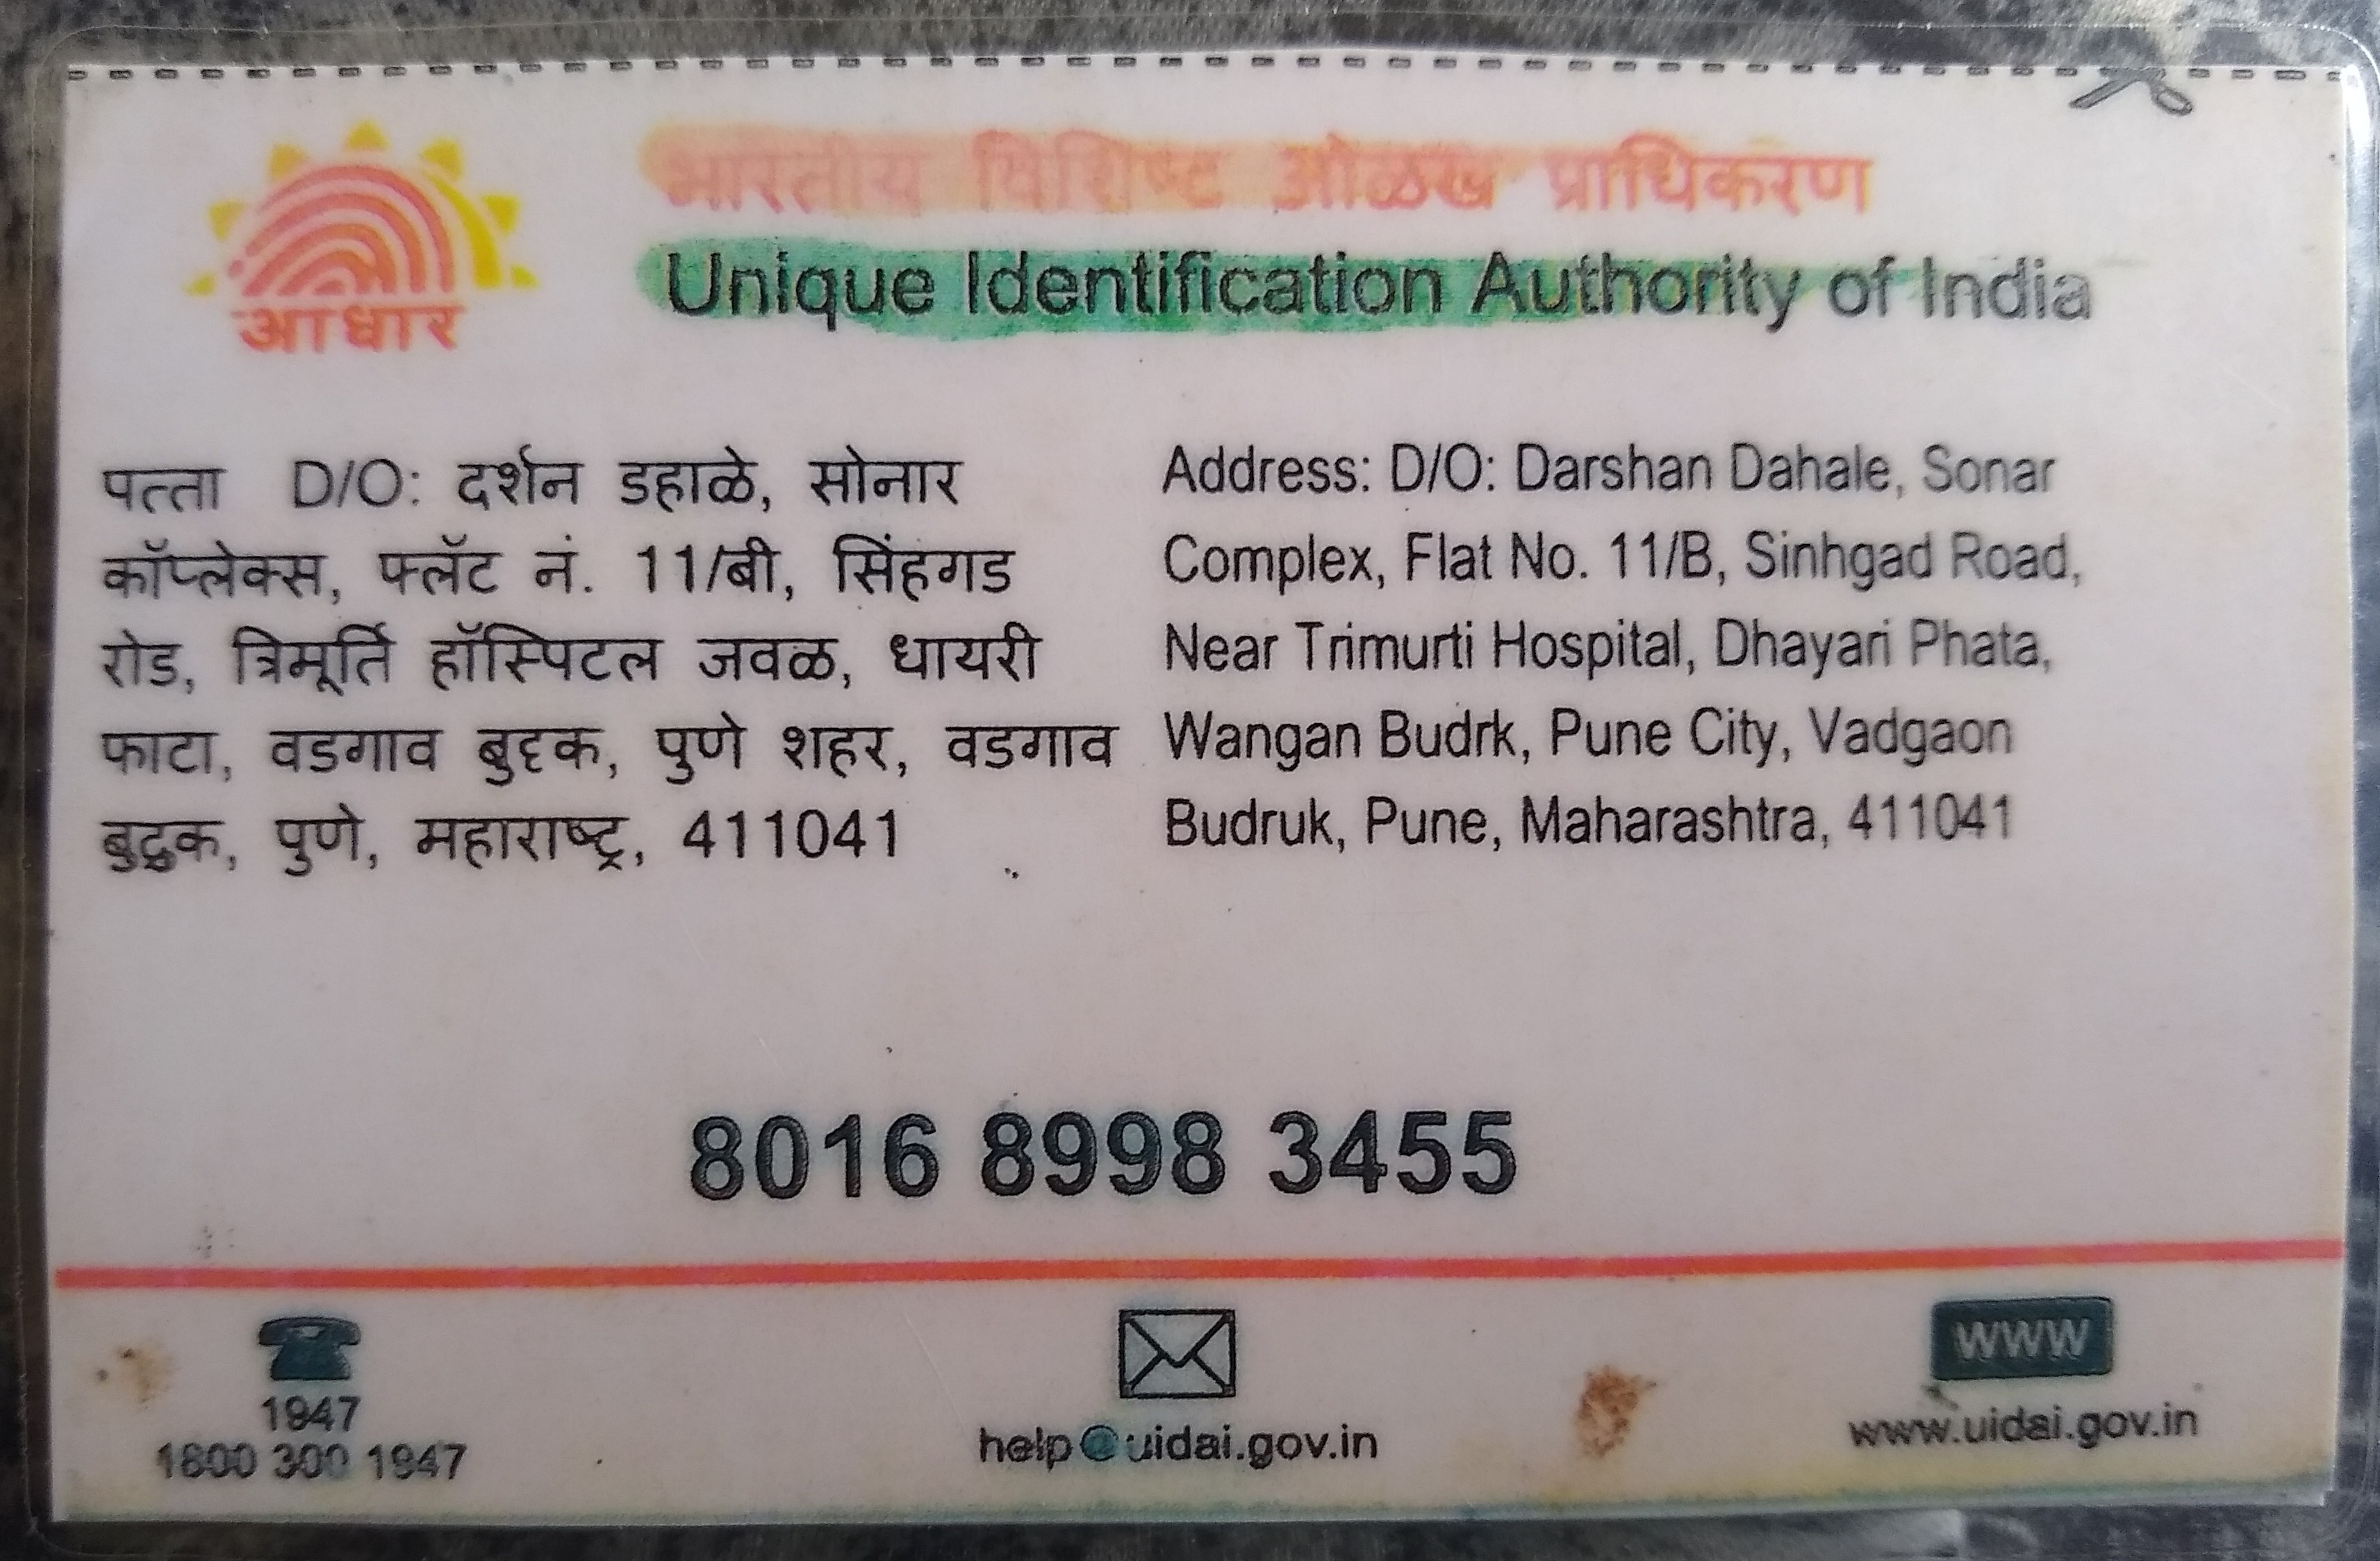 भारतीय विशिष्ट ओळख प्राधिकरण
Unique Identification Authority of India
आधार
पत्ता D/O: दर्शन डहाळे, सोनार
कॉप्लेक्स, फ्लॅट नं. 11/बी, सिंहगड
रोड, त्रिमूर्ति हॉस्पिटल जवळ, धायरी
फाटा, वडगाव बुद्दक, पुणे शहर, वडगाव
बुद्रुक, पुणे, महाराष्ट्र, 411041
Address: D/O: Darshan Dahale, Sonar
Complex, Flat No. 11/B, Sinhgad Road,
Near Trimurti Hospital, Dhayari Phata,
Wangan Budrk, Pune City, Vadgaon
Budruk, Pune, Maharashtra, 411041
8016 8998 3455
1947
1800 300 1947
help@uidai.gov.in
www
www.uidai.gov.in